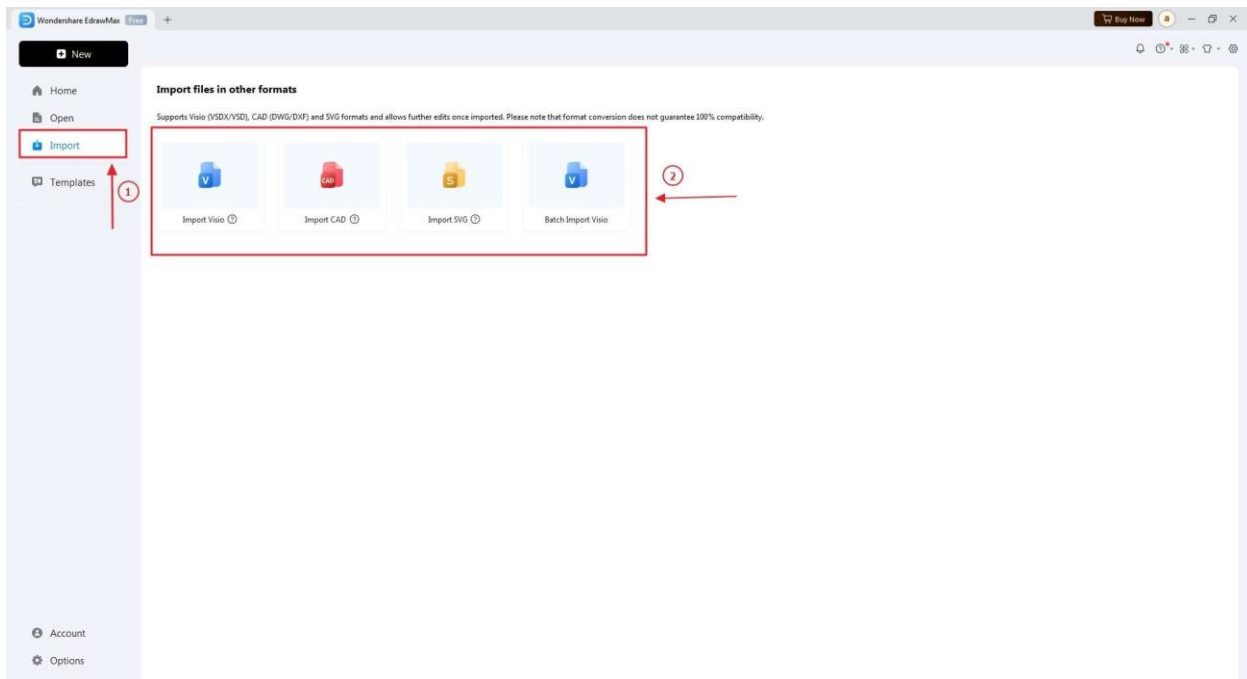 Wondershare EdrawMax Free
Buy Now a
New
Home
Open
Import
Templates
Account
Options
Import files in other formats
Supports Visio (VSDX/VSD), CAD (DWG/DXF) and SVG formats and allows further edits once imported. Please note that format conversion does not guarantee 100% compatibility.
V CAD S V
Import Visio Import CAD Import SVG Batch Import Visio
1
2